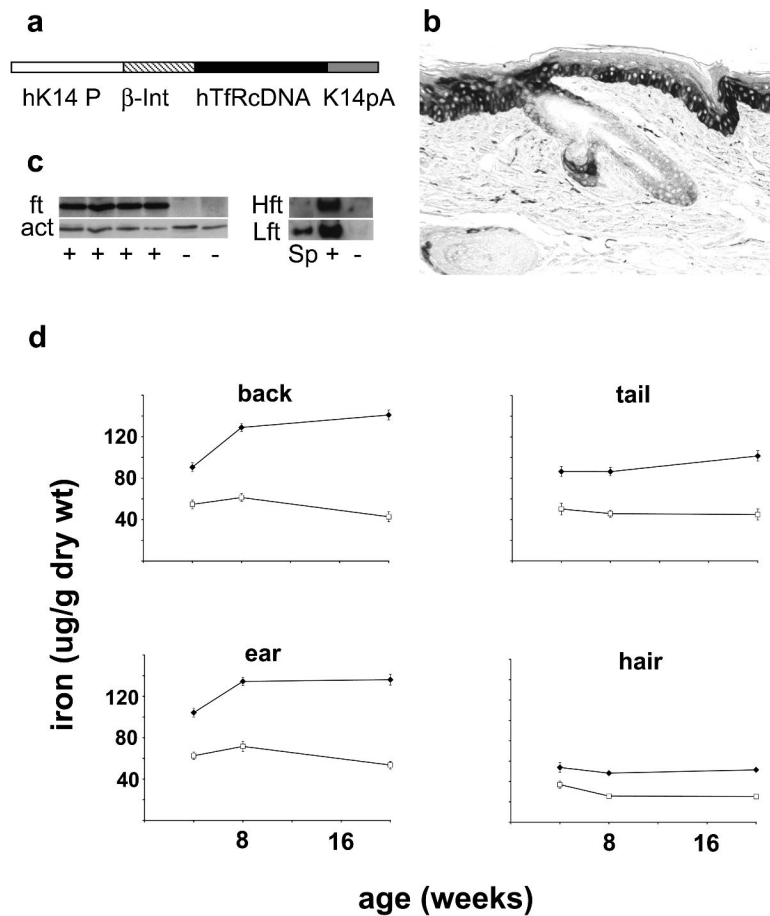 a
hK14 P β-Int hTfRcDNA K14pA
b
c
ft
act
+ + + + - -
Hft
Lft
Sp + -
d
iron (ug/g dry wt)
back
120
80
40
tail
ear
120
80
40
8 16
hair
8 16
age (weeks)